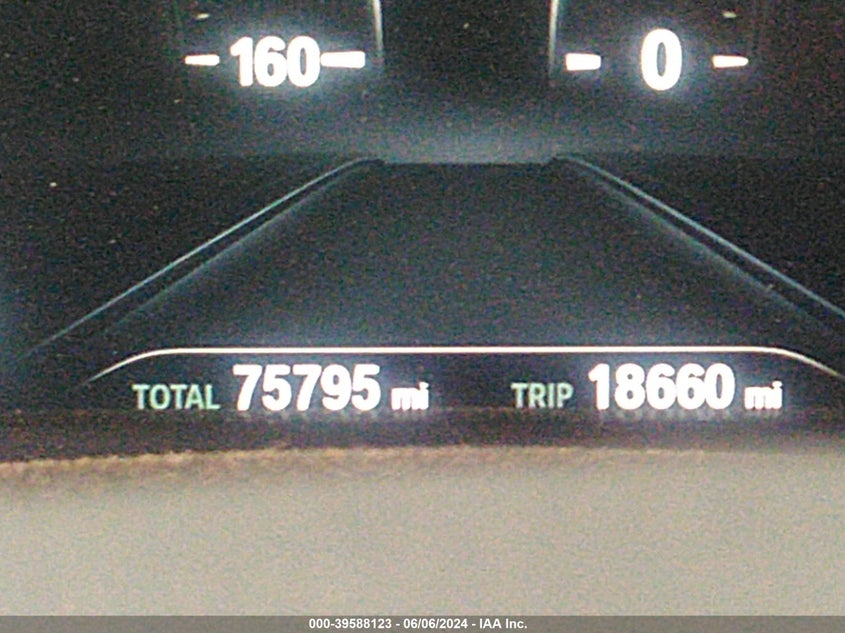 160 0
TOTAL 75795 mi TRIP 18660 mi
000-39588123 - 06/06/2024 - IAA Inc.